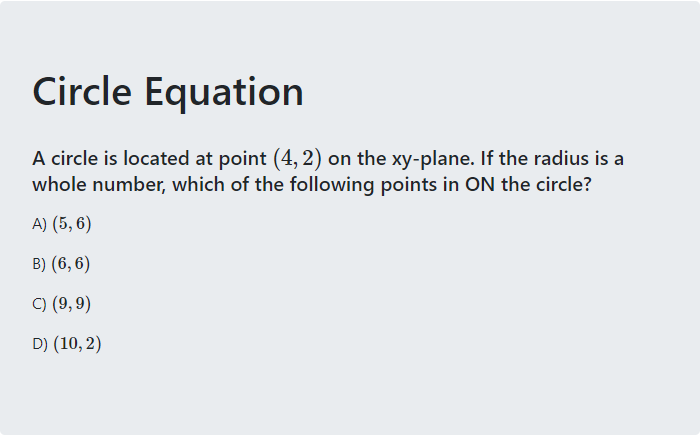 Circle Equation
A circle is located at point (4, 2) on the xy-plane. If the radius is a
whole number, which of the following points in ON the circle?
A) (5, 6)
B) (6, 6)
C) (9, 9)
D) (10, 2)